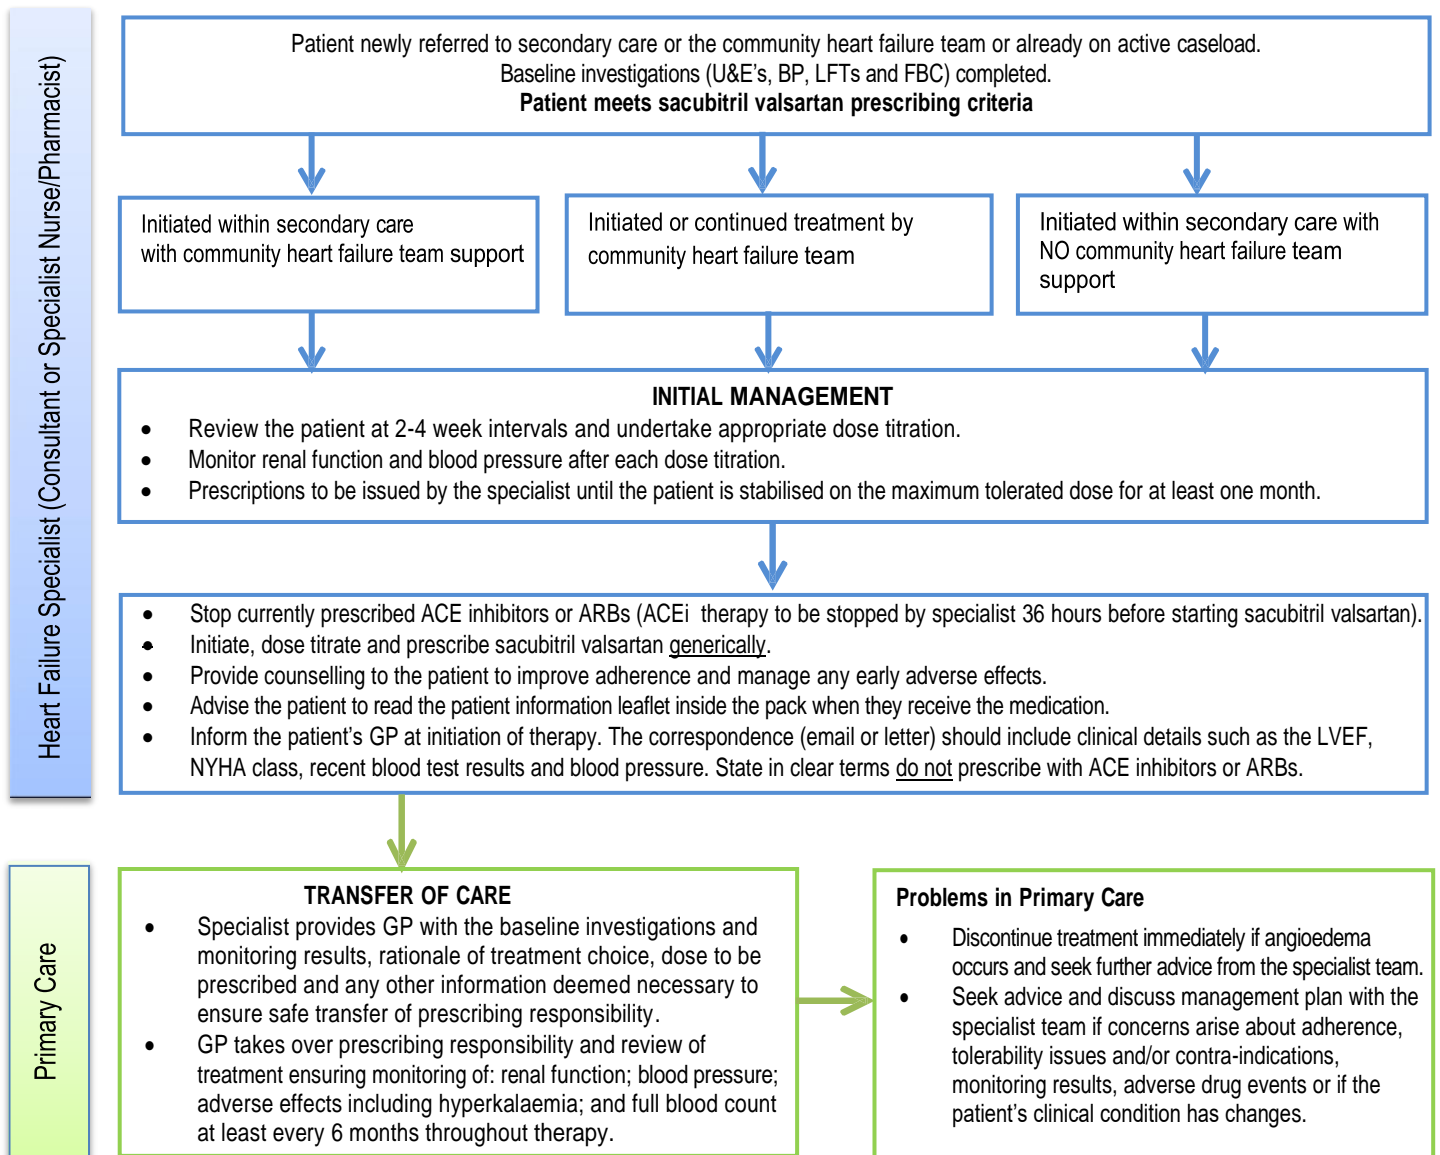 Heart Failure Specialist (Consultant or Specialist Nurse/Pharmacist)
Patient newly referred to secondary care or the community heart failure team or already on active caseload.
Baseline investigations (U&E's, BP, LFTs and FBC) completed.
Patient meets sacubitril valsartan prescribing criteria
Initiated within secondary care
with community heart failure team support
Initiated or continued treatment by
community heart failure team
Initiated within secondary care with
NO community heart failure team
support
INITIAL MANAGEMENT
• Review the patient at 2-4 week intervals and undertake appropriate dose titration.
• Monitor renal function and blood pressure after each dose titration.
• Prescriptions to be issued by the specialist until the patient is stabilised on the maximum tolerated dose for at least one month.
• Stop currently prescribed ACE inhibitors or ARBs (ACEi therapy to be stopped by specialist 36 hours before starting sacubitril valsartan).
• Initiate, dose titrate and prescribe sacubitril valsartan generically.
• Provide counselling to the patient to improve adherence and manage any early adverse effects.
• Advise the patient to read the patient information leaflet inside the pack when they receive the medication.
• Inform the patient's GP at initiation of therapy. The correspondence (email or letter) should include clinical details such as the LVEF,
NYHA class, recent blood test results and blood pressure. State in clear terms do not prescribe with ACE inhibitors or ARBs.
Primary Care
TRANSFER OF CARE
• Specialist provides GP with the baseline investigations and
monitoring results, rationale of treatment choice, dose to be
prescribed and any other information deemed necessary to
ensure safe transfer of prescribing responsibility.
• GP takes over prescribing responsibility and review of
treatment ensuring monitoring of: renal function; blood pressure;
adverse effects including hyperkalaemia; and full blood count
at least every 6 months throughout therapy.
Problems in Primary Care
• Discontinue treatment immediately if angioedema
occurs and seek further advice from the specialist team.
• Seek advice and discuss management plan with the
specialist team if concerns arise about adherence,
tolerability issues and/or contra-indications,
monitoring results, adverse drug events or if the
patient's clinical condition has changes.